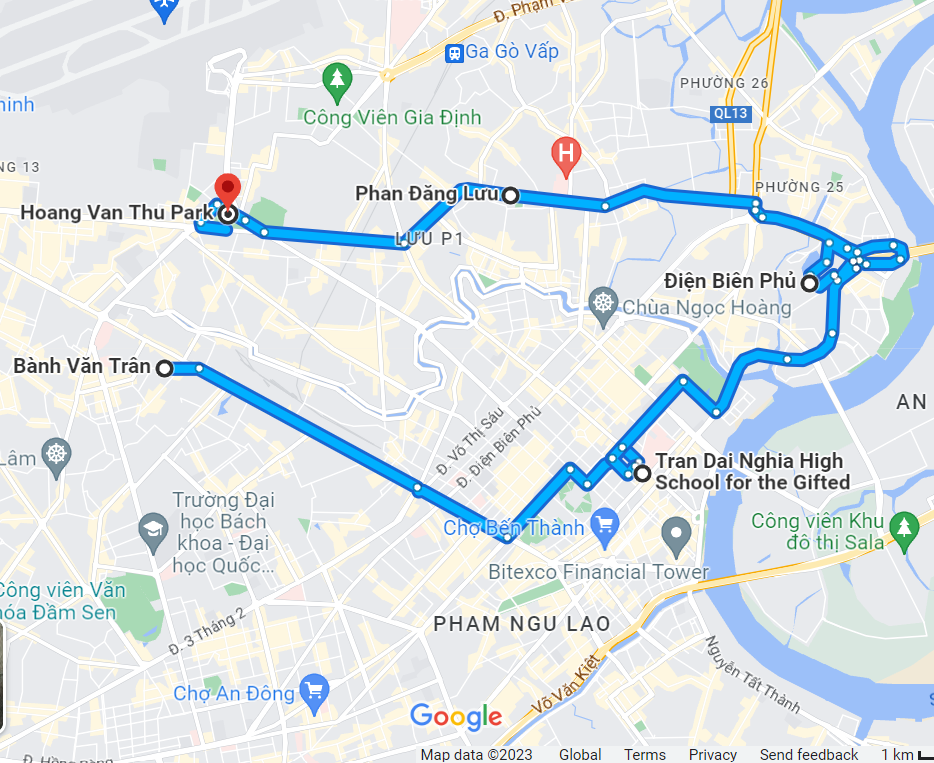 Đ. Phạm V
Ga Gò Vấp
PHƯỜNG 26
QL13
Công Viên Gia Định
H
NG 13
PHƯỜNG 25
Phan Đăng Lưu
Hoang Van Thu Park
LƯU P1
Điện Biên Phủ
Chùa Ngọc Hoàng
Bành Văn Trân
AN
Đ. Võ Thị Sáu
Đ. Điện Biên Phủ
Lâm
Tran Dai Nghia High
School for the Gifted
Trường Đại
học Bách
khoa - Đại
học Quốc...
Chợ Bến Thành
Công viên Khu
đô thị Sala
Bitexco Financial Tower
Công viên Văn
hóa Đầm Sen
Đ. 3 Tháng 2
PHAM NGU LAO
Nguyễn Tất Thành
Võ Văn Kiệt
Chợ An Đông
Google
Đ. Hồng Bàng
Map data ©2023 Global Terms Privacy Send feedback 1 km